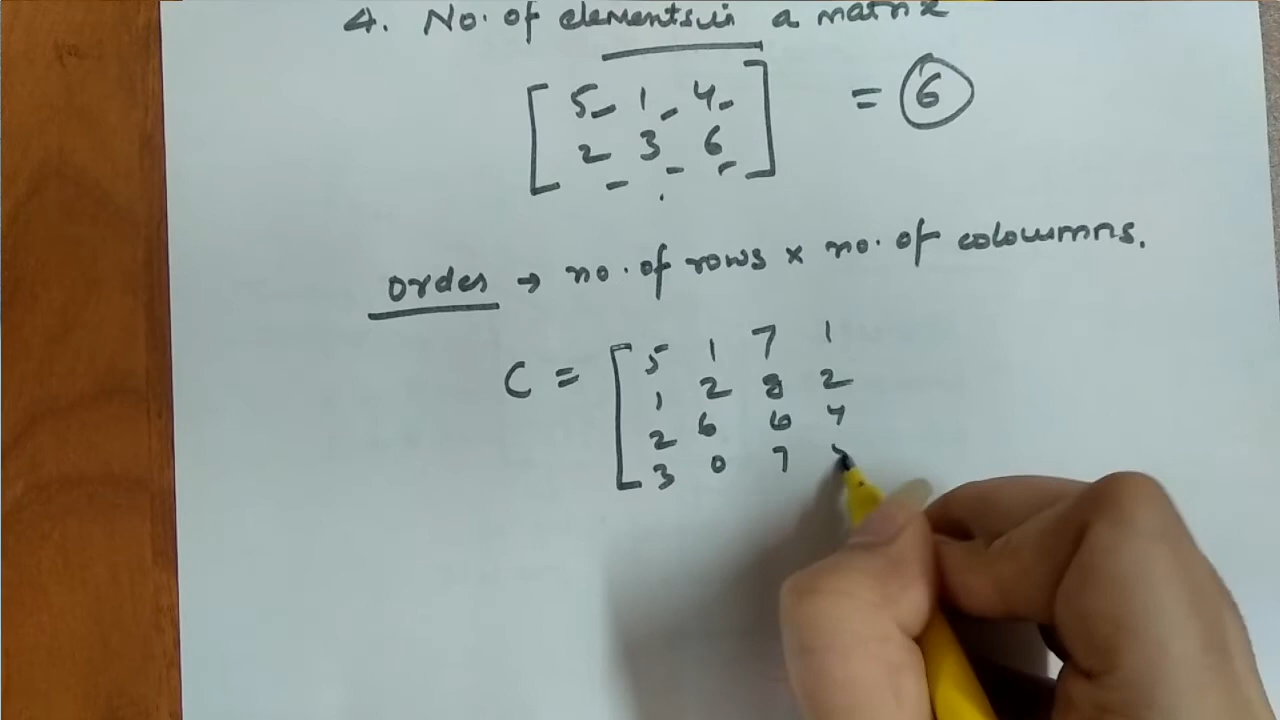 4. No. of elements in a matrix
[ 5 1 4
2 3 6 ] = 6
order → no. of rows × no. of coloumns.
C = [ 5 1 7 1
1 2 8 2
2 6 6 4
3 0 7